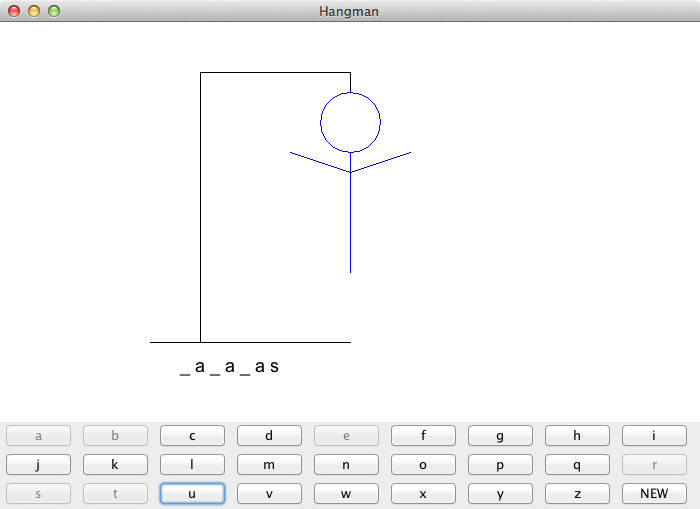 Hangman
_ a _ a _ a s
a b c d e f g h i
j k l m n o p q r
s t u v w x y z NEW